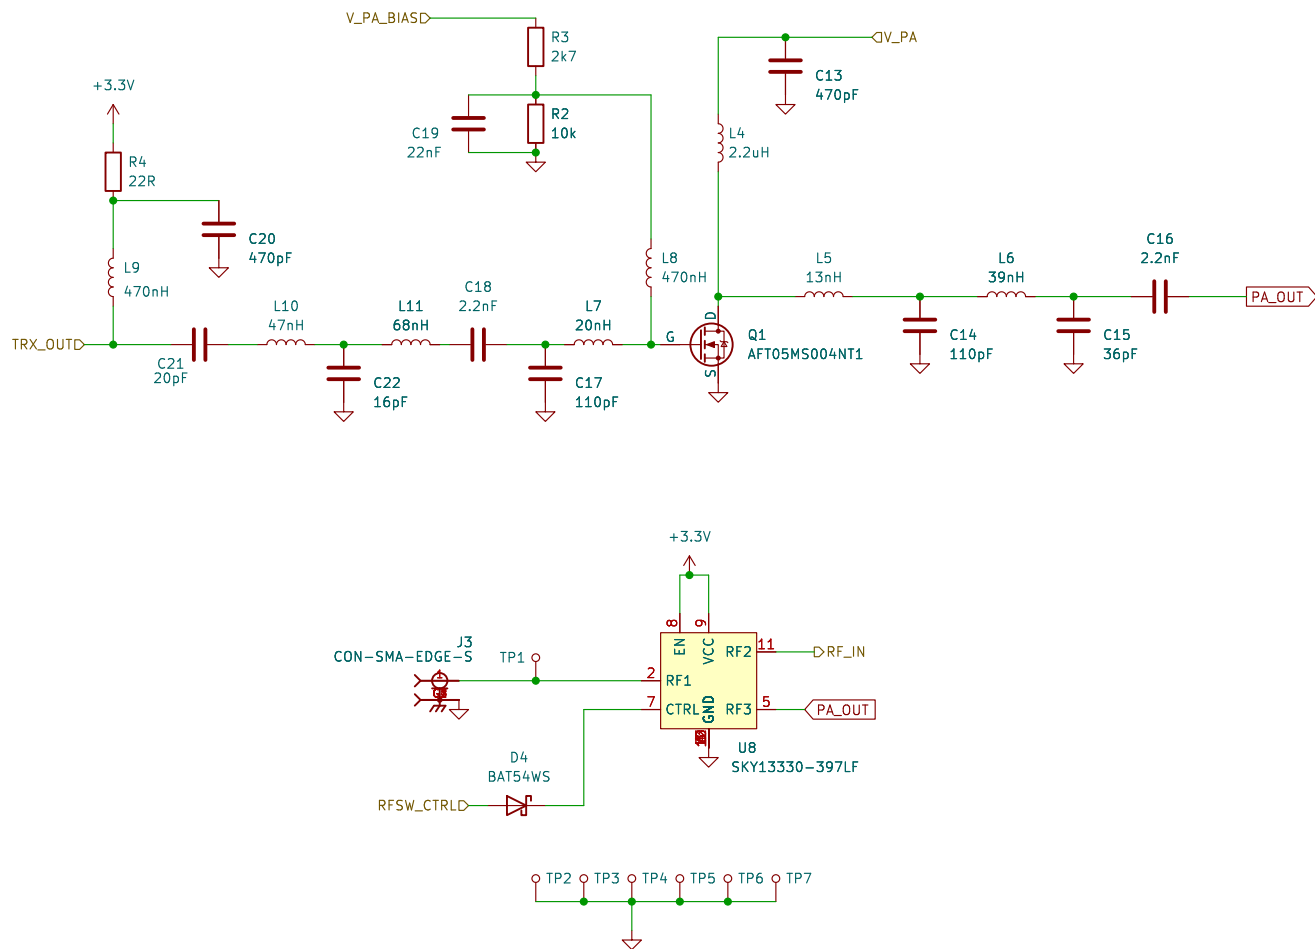 V_PA_BIAS
R3
2k7
V_PA
C13
470pF
+3.3V
R2
10k
C19
22nF
L4
2.2uH
R4
22R
C20
470pF
L9
470nH
L8
470nH
C16
2.2nF
L5
13nH
L6
39nH
PA_OUT
L10
47nH
L11
68nH
C18
2.2nF
L7
20nH
D
G
S
Q1
AFT05MS004NT1
C14
110pF
C15
36pF
TRX_OUT
C21
20pF
C22
16pF
C17
110pF
+3.3V
8
9
EN
VCC
RF2
11
RF_IN
J3
CON-SMA-EDGE-S
TP1
1
2
RF1
7
CTRL
GND
RF3
5
PA_OUT
U8
SKY13330-397LF
D4
BAT54WS
RFSW_CTRL
TP2
TP3
TP4
TP5
TP6
TP7